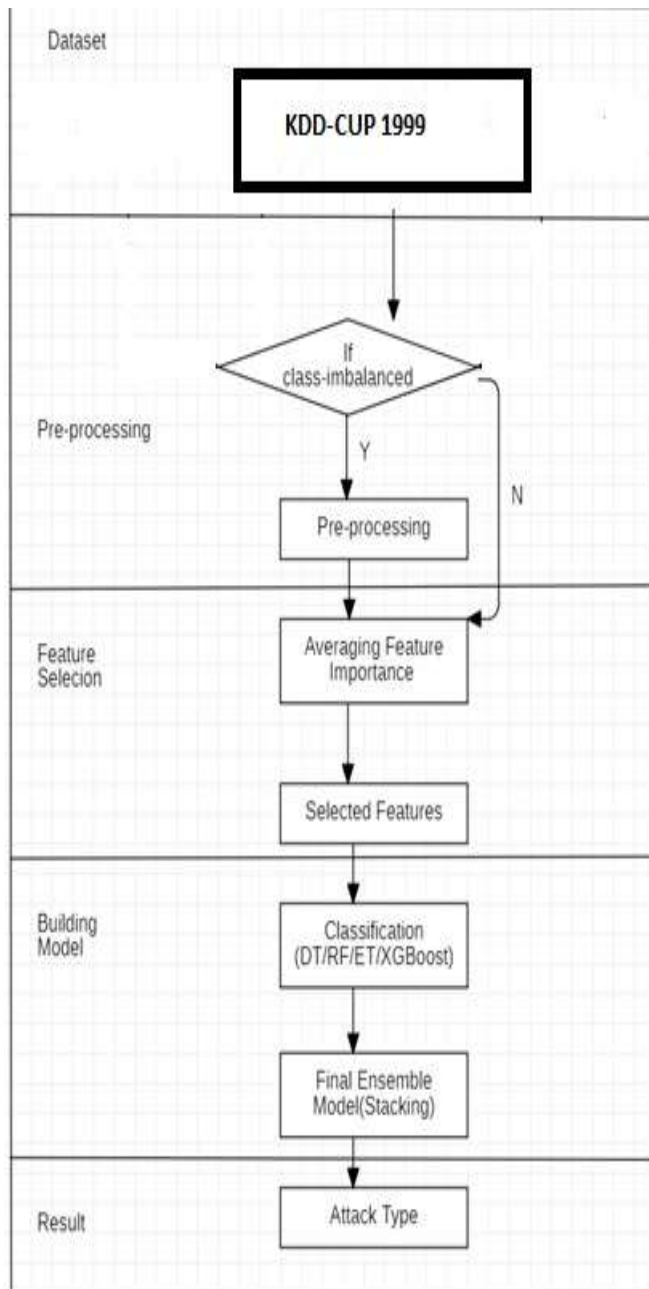 Dataset
KDD-CUP 1999
If
class-imbalanced
Pre-processing
Y
N
Pre-processing
Feature
Selecion
Averaging Feature
Importance
Selected Features
Building
Model
Classification
(DT/RF/ET/XGBoost)
Final Ensemble
Model(Stacking)
Result
Attack Type